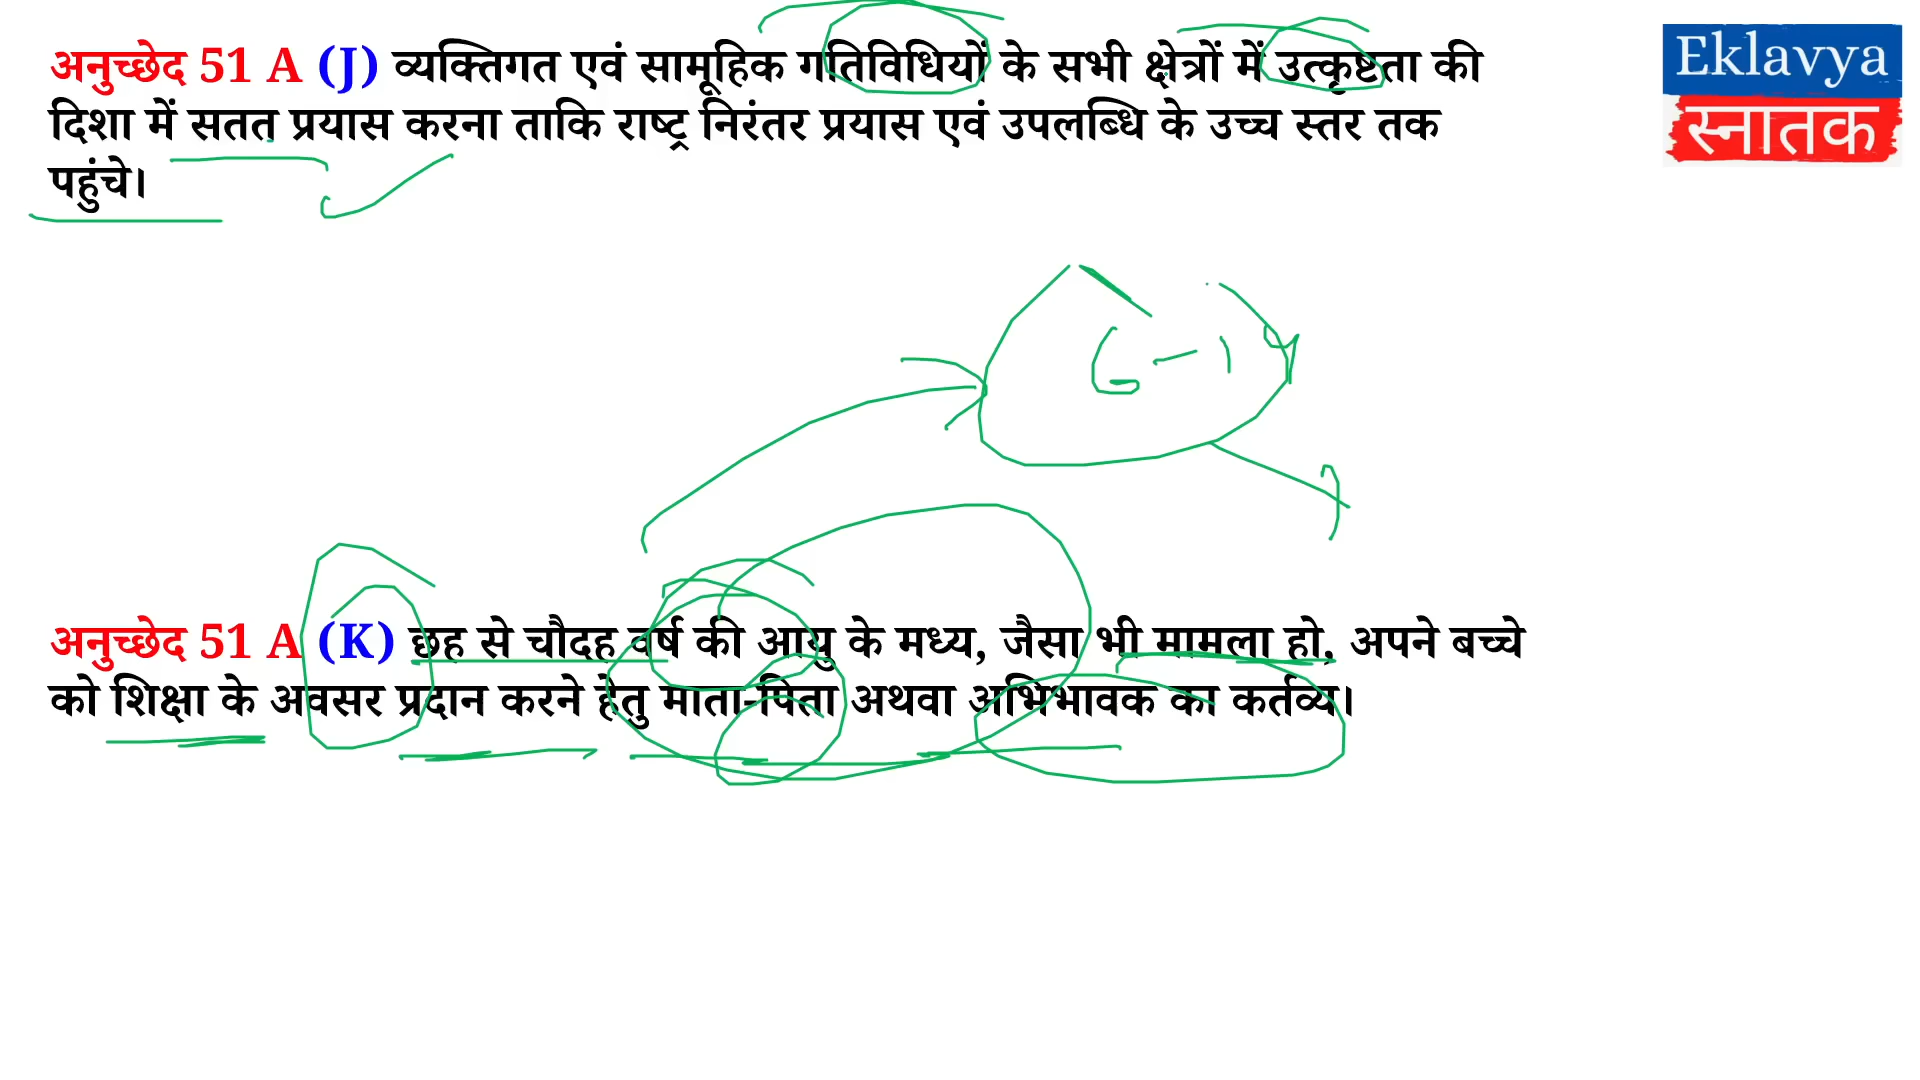 अनुच्छेद 51 A (J) व्यक्तिगत एवं सामूहिक गतिविधियों के सभी क्षेत्रों में उत्कृष्टता की
दिशा में सतत प्रयास करना ताकि राष्ट्र निरंतर प्रयास एवं उपलब्धि के उच्च स्तर तक
पहुंचे।
Eklavya
स्नातक
6-14
अनुच्छेद 51 A (K) छह से चौदह वर्ष की आयु के मध्य, जैसा भी मामला हो, अपने बच्चे
को शिक्षा के अवसर प्रदान करने हेतु माता-पिता अथवा अभिभावक का कर्तव्य।